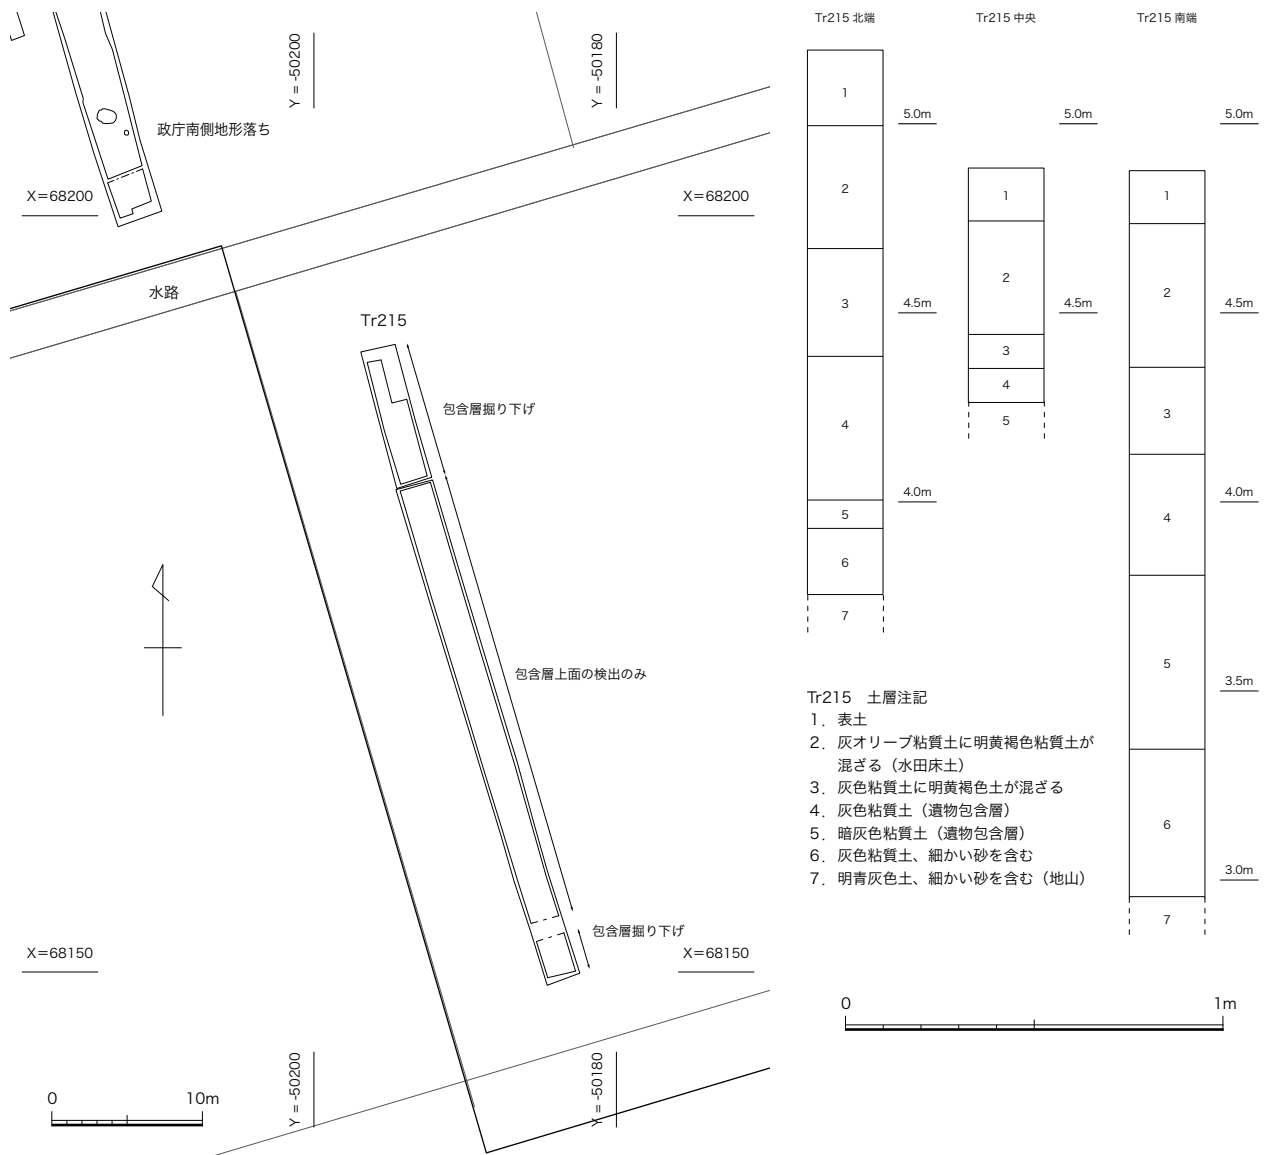 Tr215 北端
Tr215 中央
Tr215 南端
Y = -50200
Y = -50180
政庁南側地形落ち
X=68200
X=68200
水路
Tr215
包含層掘り下げ
包含層上面の検出のみ
包含層掘り下げ
X=68150
X=68150
Y = -50200
Y = -50180
0
10m
1
2
3
4
5
6
7
5.0m
4.5m
4.0m
1
2
3
4
5
5.0m
4.5m
1
2
3
4
5
6
7
5.0m
4.5m
4.0m
3.5m
3.0m
Tr215 土層注記
1．表土
2．灰オリーブ粘質土に明黄褐色粘質土が
混ざる（水田床土）
3．灰色粘質土に明黄褐色土が混ざる
4．灰色粘質土（遺物包含層）
5．暗灰色粘質土（遺物包含層）
6．灰色粘質土、細かい砂を含む
7．明青灰色土、細かい砂を含む（地山）
0
1m